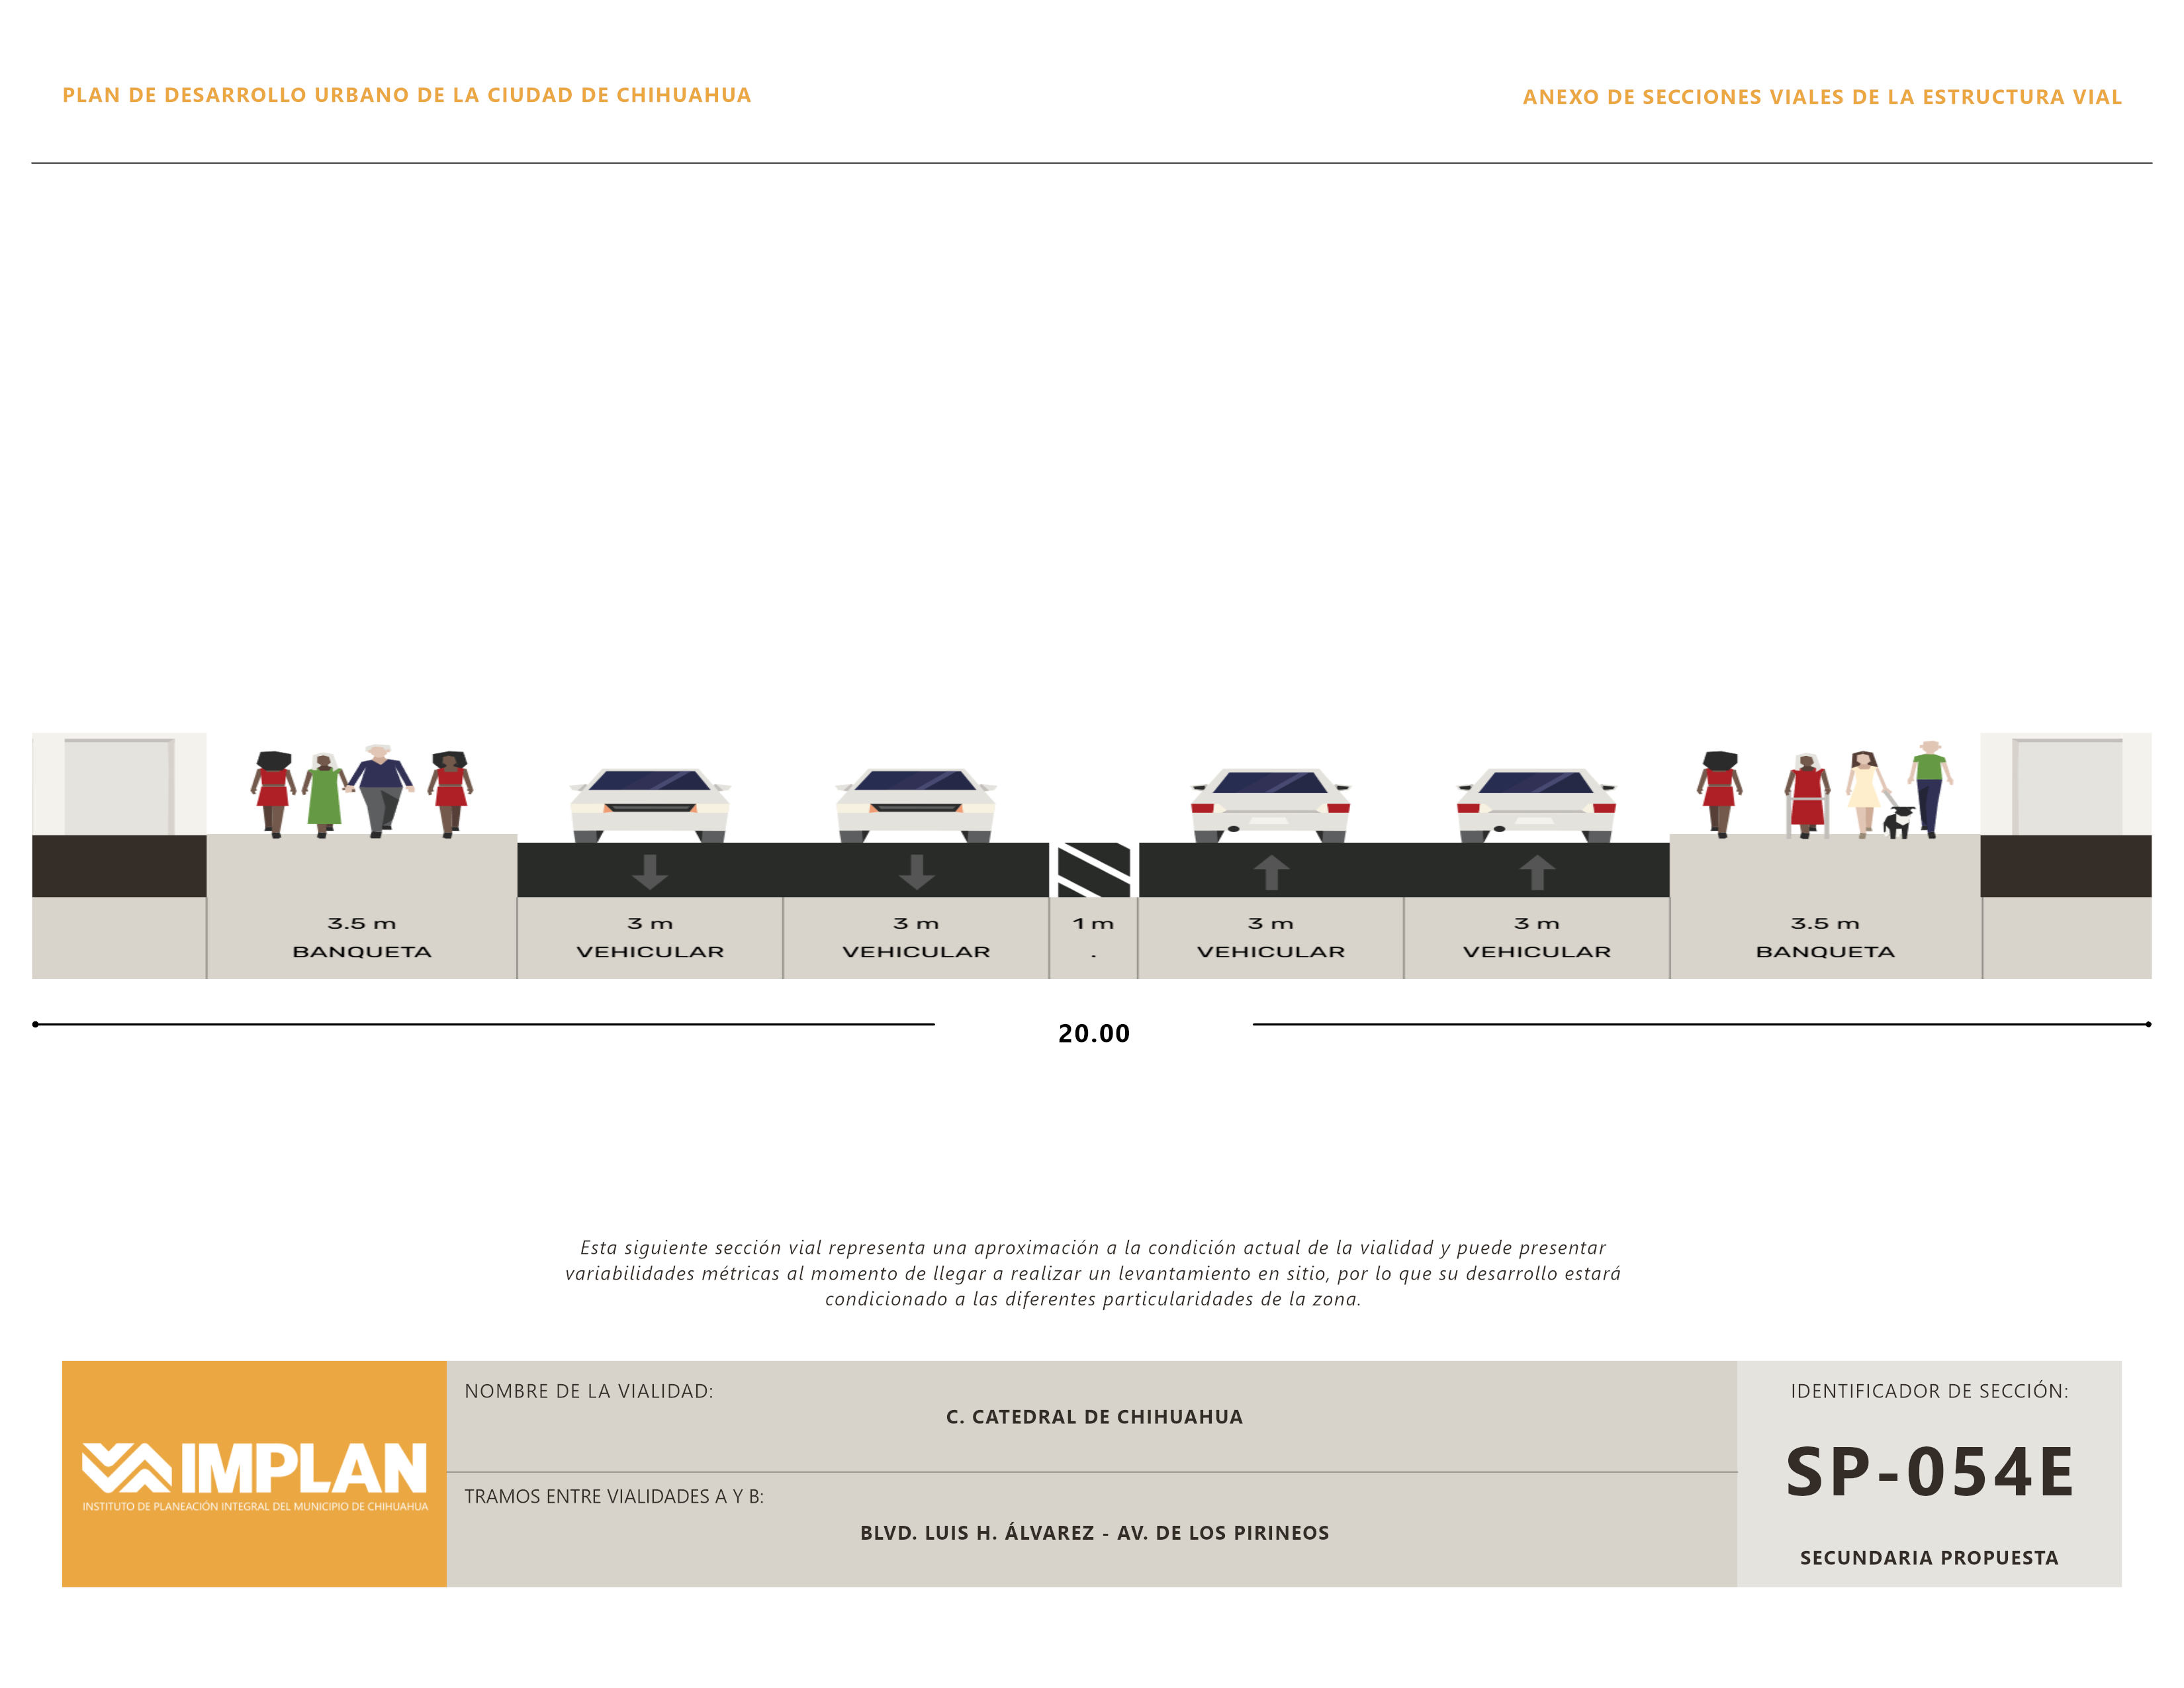 PLAN DE DESARROLLO URBANO DE LA CIUDAD DE CHIHUAHUA
ANEXO DE SECCIONES VIALES DE LA ESTRUCTURA VIAL
3.5 m
BANQUETA
3 m
VEHICULAR
3 m
VEHICULAR
1 m
.
3 m
VEHICULAR
3 m
VEHICULAR
3.5 m
BANQUETA
20.00
Esta siguiente sección vial representa una aproximación a la condición actual de la vialidad y puede presentar
variabilidades métricas al momento de llegar a realizar un levantamiento en sitio, por lo que su desarrollo estará
condicionado a las diferentes particularidades de la zona.
IMPLAN
INSTITUTO DE PLANEACIÓN INTEGRAL DEL MUNICIPIO DE CHIHUAHUA
NOMBRE DE LA VIALIDAD:
C. CATEDRAL DE CHIHUAHUA
TRAMOS ENTRE VIALIDADES A Y B:
BLVD. LUIS H. ÁLVAREZ - AV. DE LOS PIRINEOS
IDENTIFICADOR DE SECCIÓN:
SP-054E
SECUNDARIA PROPUESTA